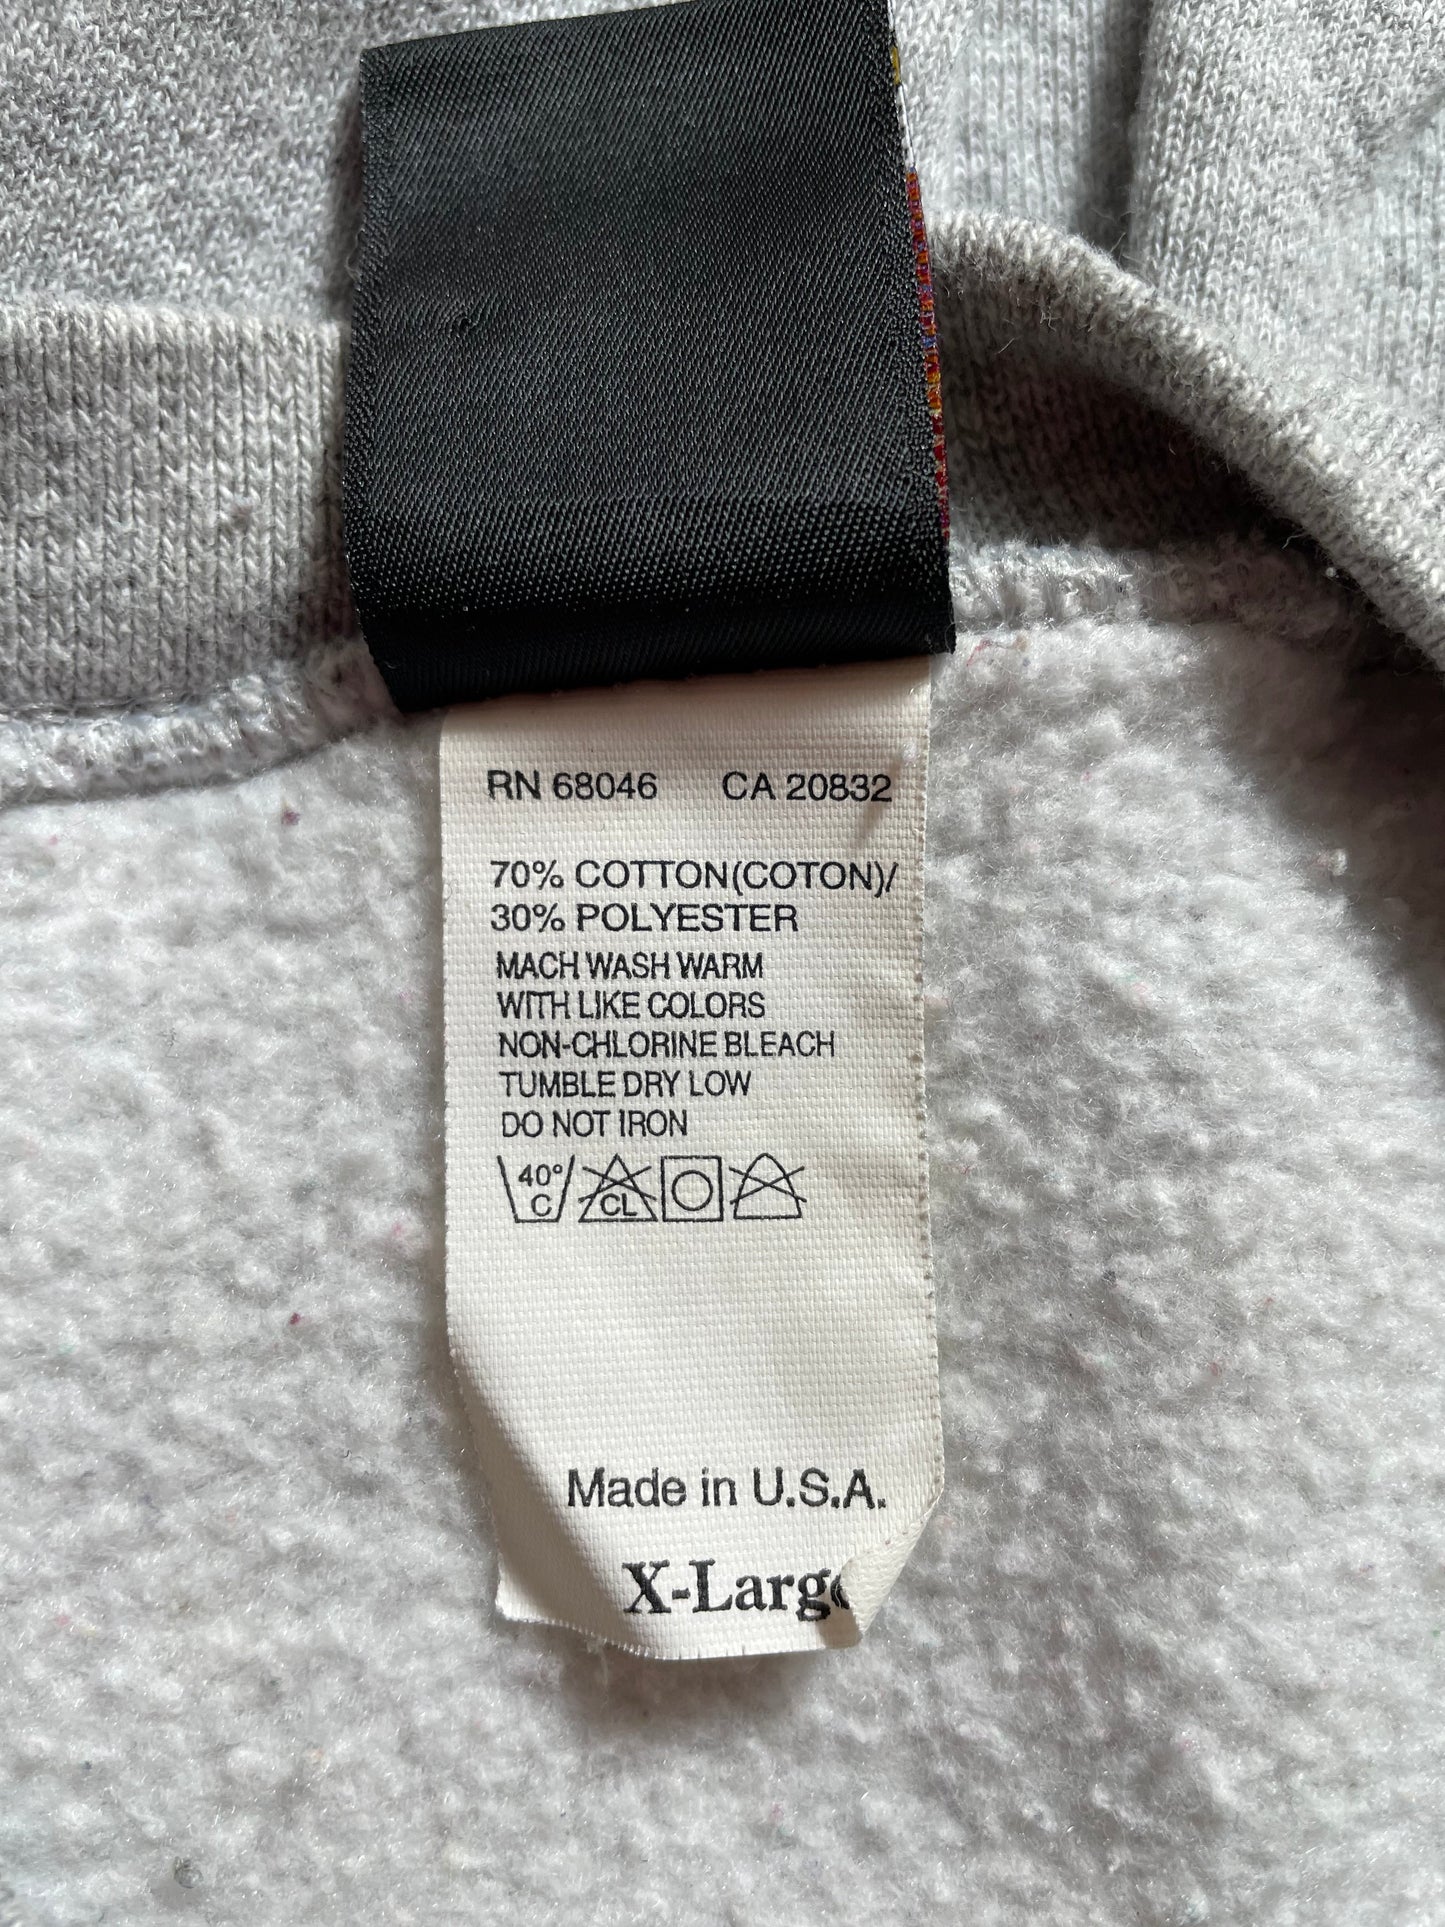 RN 68046 CA 20832
70% COTTON(COTON)/
30% POLYESTER
MACH WASH WARM
WITH LIKE COLORS
NON-CHLORINE BLEACH
TUMBLE DRY LOW
DO NOT IRON
40°
C CL
Made in U.S.A.
X-Large